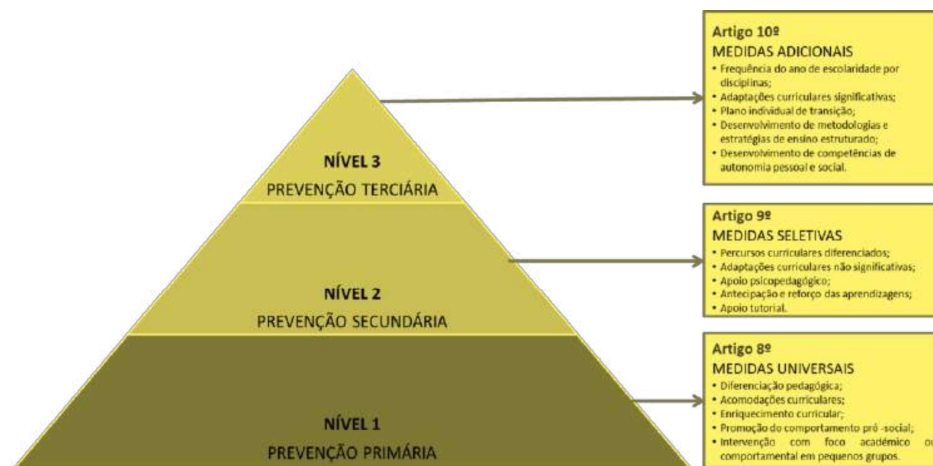 NÍVEL 3
PREVENÇÃO TERCIÁRIA
NÍVEL 2
PREVENÇÃO SECUNDÁRIA
NÍVEL 1
PREVENÇÃO PRIMÁRIA
Artigo 10º
MEDIDAS ADICIONAIS
• Frequência do ano de escolaridade por
disciplinas;
• Adaptações curriculares significativas;
• Plano individual de transição;
• Desenvolvimento de metodologias e
estratégias de ensino estruturado;
• Desenvolvimento de competências de
autonomia pessoal e social.
Artigo 9º
MEDIDAS SELETIVAS
• Percursos curriculares diferenciados;
• Adaptações curriculares não significativas;
• Apoio psicopedagógico;
• Antecipação e reforço das aprendizagens;
• Apoio tutorial.
Artigo 8º
MEDIDAS UNIVERSAIS
• Diferenciação pedagógica;
• Acomodações curriculares;
• Enriquecimento curricular;
• Promoção do comportamento pró -social;
• Intervenção com foco académico ou
comportamental em pequenos grupos.